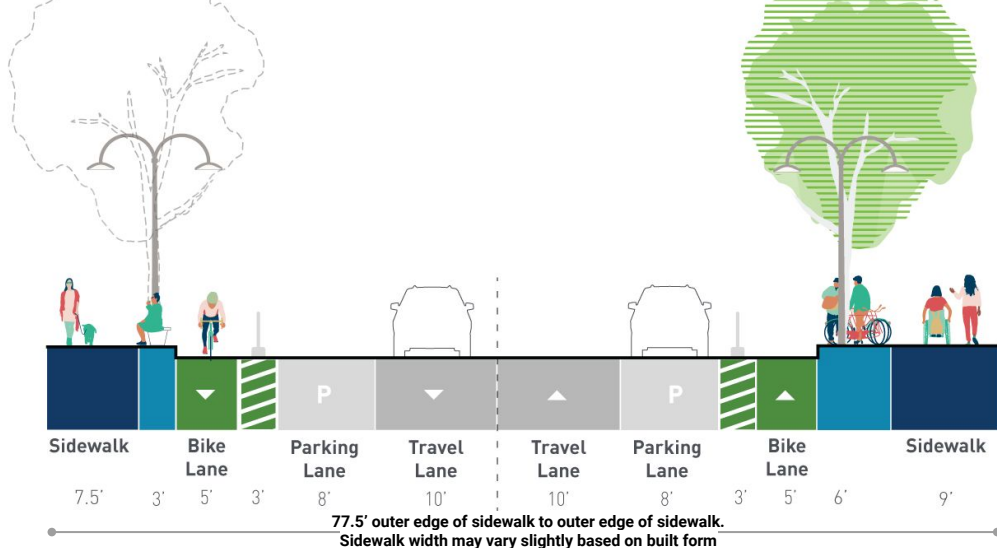 P
P
Sidewalk
Bike
Lane
Parking
Lane
Travel
Lane
Travel
Lane
Parking
Lane
Bike
Lane
Sidewalk
7.5' 3' 5' 3' 8' 10' 10' 8' 3' 5' 6' 9'
77.5' outer edge of sidewalk to outer edge of sidewalk.
Sidewalk width may vary slightly based on built form